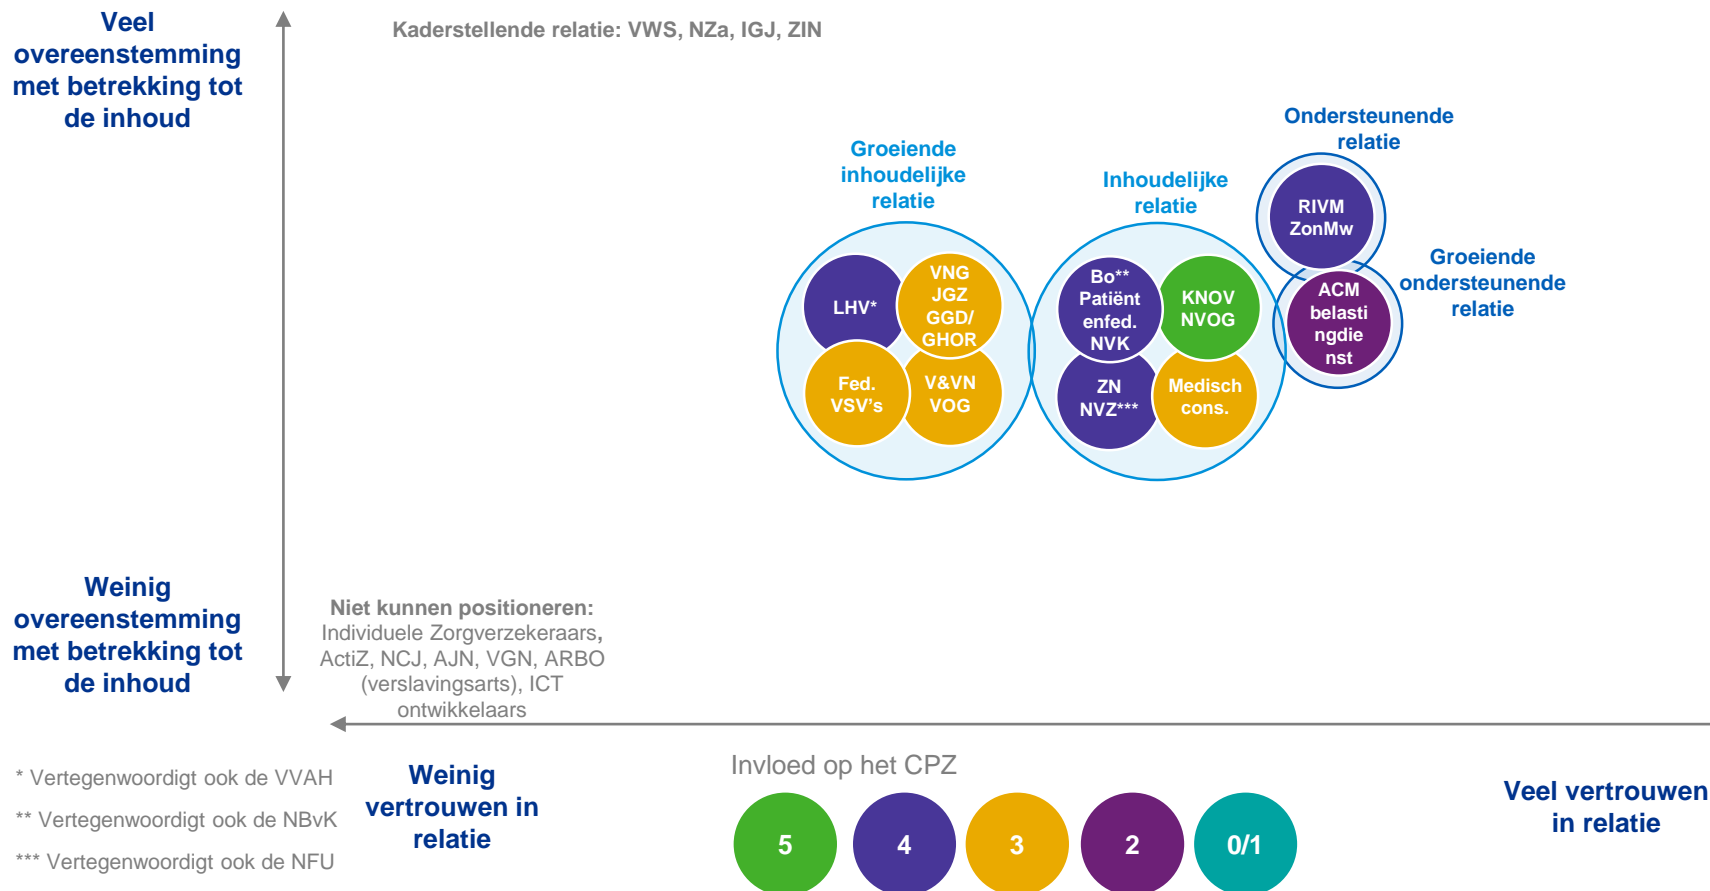 Veel
overeenstemming
met betrekking tot
de inhoud
Kaderstellende relatie: VWS, NZa, IGJ, ZIN
Groeiende
inhoudelijke
relatie
Inhoudelijke
relatie
Ondersteunende
relatie
Groeiende
ondersteunende
relatie
LHV*
VNG
JGZ
GGD/
GHOR
Fed.
VSV’s
V&VN
VOG
Bo**
Patiënt
enfed.
NVK
KNOV
NVOG
ZN
NVZ***
Medisch
cons.
RIVM
ZonMw
ACM
belasti
ngdie
nst
Weinig
overeenstemming
met betrekking tot
de inhoud
Niet kunnen positioneren:
Individuele Zorgverzekeraars,
ActiZ, NCJ, AJN, VGN, ARBO
(verslavingsarts), ICT
ontwikkelaars
* Vertegenwoordigt ook de VVAH
** Vertegenwoordigt ook de NBvK
*** Vertegenwoordigt ook de NFU
Weinig
vertrouwen in
relatie
Invloed op het CPZ
5
4
3
2
0/1
Veel vertrouwen
in relatie